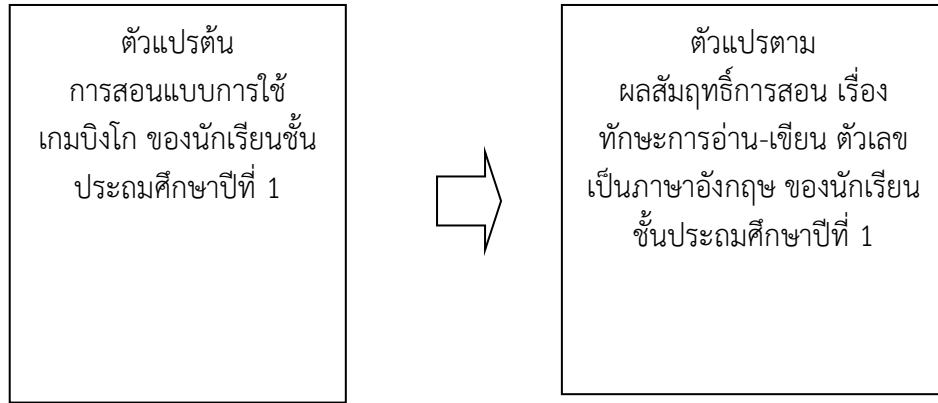 ตัวแปรต้น
การสอนแบบการใช้
เกมบิงโก ของนักเรียนชั้น
ประถมศึกษาปีที่ 1
ตัวแปรตาม
ผลสัมฤทธิ์การสอน เรื่อง
ทักษะการอ่าน-เขียน ตัวเลข
เป็นภาษาอังกฤษ ของนักเรียน
ชั้นประถมศึกษาปีที่ 1